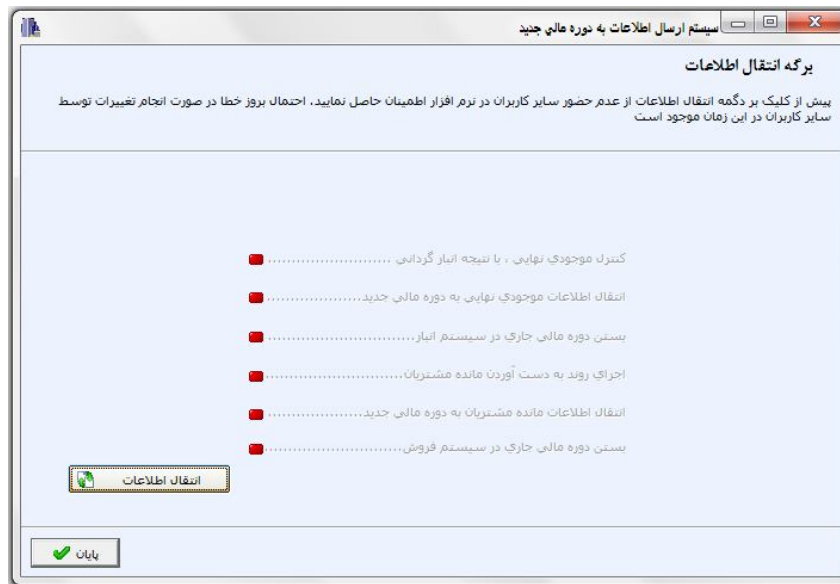 سیستم ارسال اطلاعات به دوره مالی جدید
برگه انتقال اطلاعات
پیش از کلیک بر دگمه انتقال اطلاعات از عدم حضور سایر کاربران در نرم افزار اطمینان حاصل نمایید، احتمال بروز خطا در صورت انجام تغییرات توسط
سایر کاربران در این زمان موجود است
کنترل موجودي نهايي ، با نتيجه انبار گرداني ..........................
انتقال اطلاعات موجودي نهايي به دوره مالي جديد....................
بستن دوره مالي جاري در سيستم انبار...............................
اجراي روند به دست آوردن مانده مشتريان.............................
انتقال اطلاعات مانده مشتريان به دوره مالي جديد....................
بستن دوره مالي جاري در سيستم فروش.............................
انتقال اطلاعات
پایان